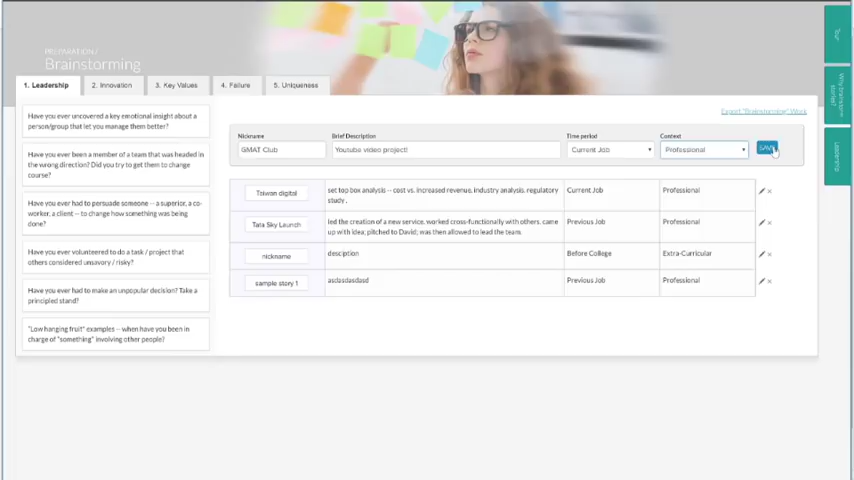 PREPARATION /
Brainstorming
1. Leadership
2. Innovation
3. Key Values
4. Failure
5. Uniqueness
Tour
Why brainstorm
stories?
Leadership
Export "Brainstorming" Work
Have you ever uncovered a key emotional insight about a
person/group that let you manage them better?
Have you ever been a member of a team that was headed in
the wrong direction? Did you try to get them to change
course?
Have you ever had to persuade someone -- a superior, a co-
worker, a client -- to change how something was being
done?
Have you ever volunteered to do a task / project that
others considered unsavory / risky?
Have you ever had to make an unpopular decision? Take a
principled stand?
"Low hanging fruit" examples -- when have you been in
charge of "something" involving other people?
Nickname
Brief Description
Time period
Context
GMAT Club
Youtube video project!
Current Job
Professional
SAVE
Taiwan digital
set top box analysis -- cost vs. increased revenue, industry analysis, regulatory
study .
Current Job
Professional
Tata Sky Launch
led the creation of a new service. worked cross-functionally with others. came
up with idea; pitched to David; was then allowed to lead the team.
Previous Job
Professional
nickname
desciption
Before College
Extra-Curricular
sample story 1
asdasdasdasd
Previous Job
Professional